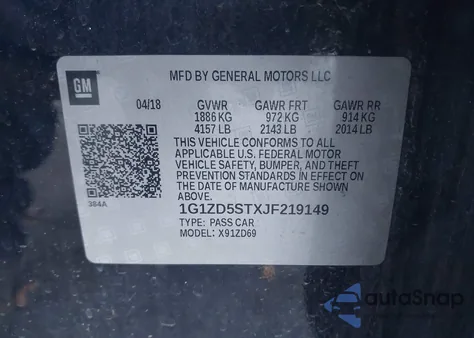 GM
MFD BY GENERAL MOTORS LLC
04/18 GVWR GAWR FRT GAWR RR
1886 KG 972 KG 914 KG
4157 LB 2143 LB 2014 LB
THIS VEHICLE CONFORMS TO ALL
APPLICABLE U.S. FEDERAL MOTOR
VEHICLE SAFETY, BUMPER, AND THEFT
PREVENTION STANDARDS IN EFFECT ON
THE DATE OF MANUFACTURE SHOWN
ABOVE.
384A
1G1ZD5STXJF219149
TYPE: PASS CAR
MODEL: X91ZD69
autoSnap